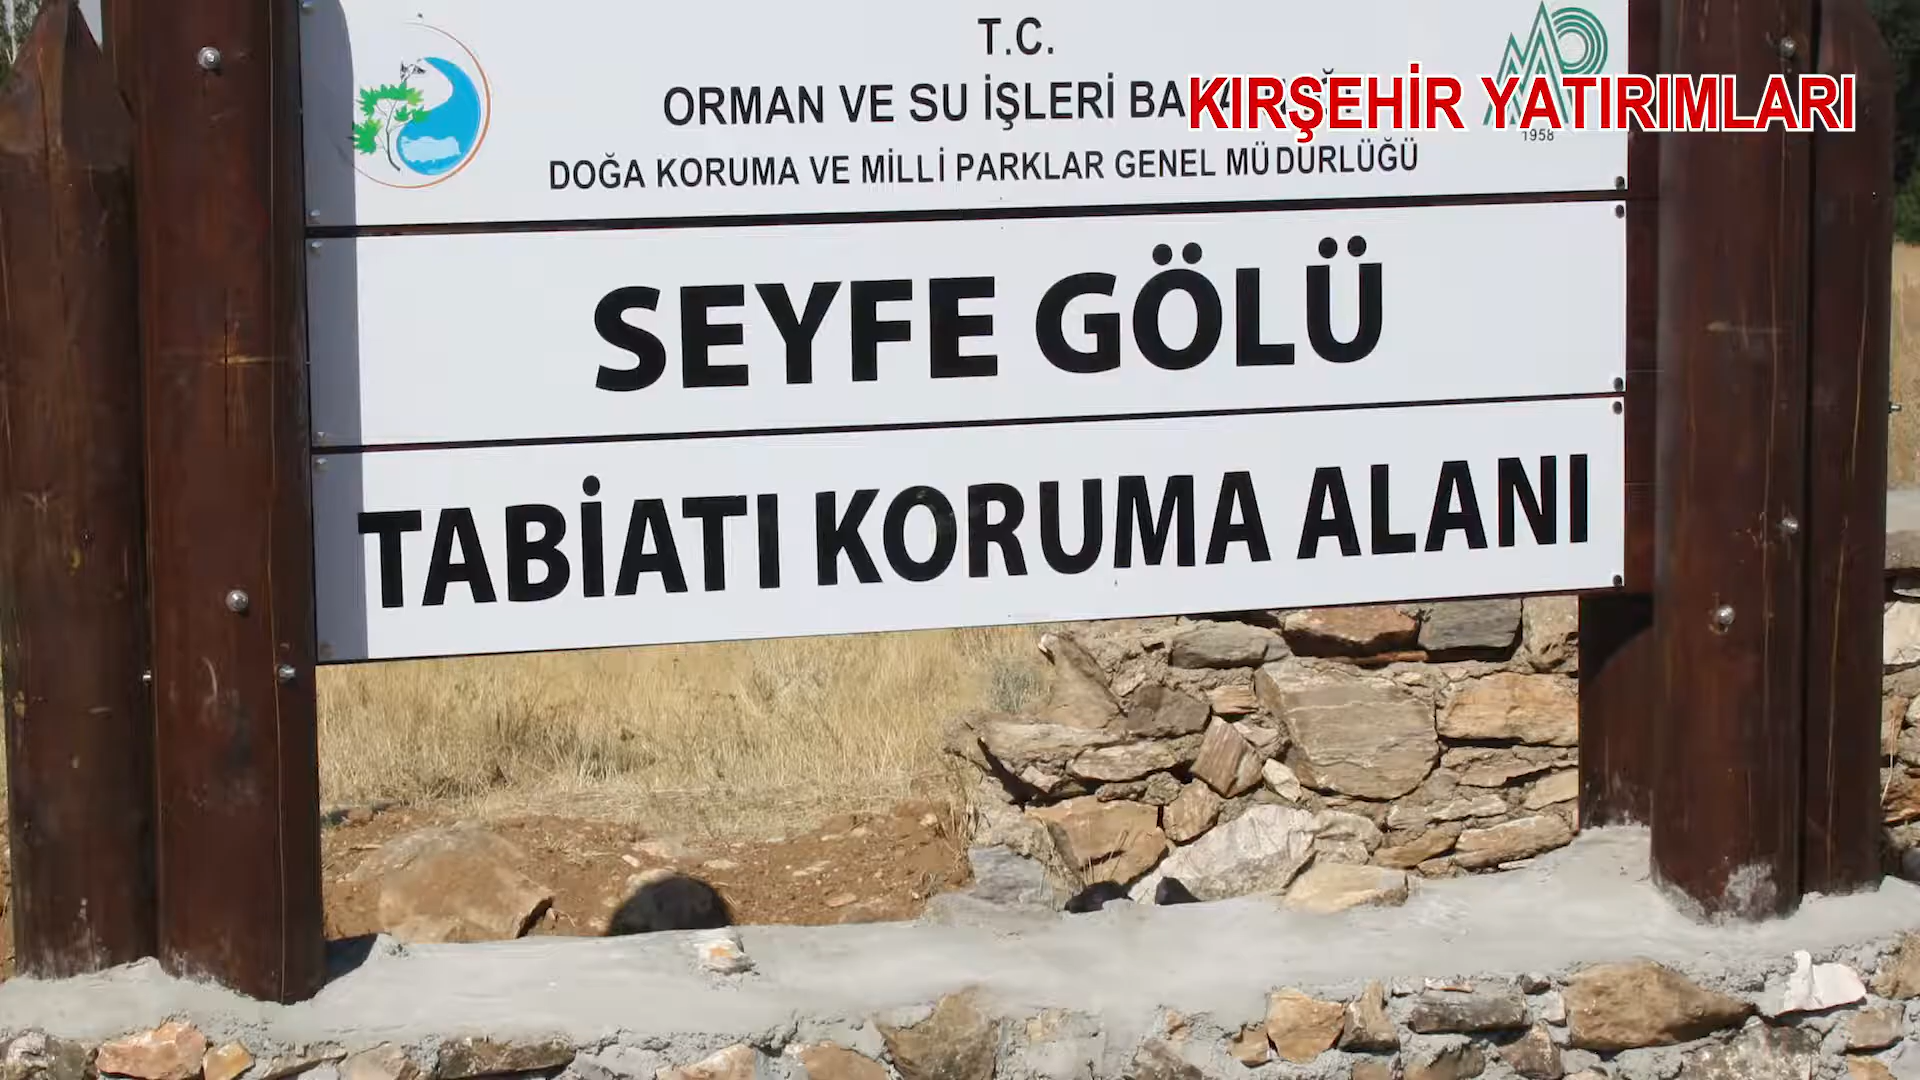 T.C.
ORMAN VE SU İŞLERİ
KIRŞEHİR YATIRIMLARI
1958
DOĞA KORUMA VE MİLLİ PARKLAR GENEL MÜDÜRLÜĞÜ
SEYFE GÖLÜ
TABİATI KORUMA ALANI